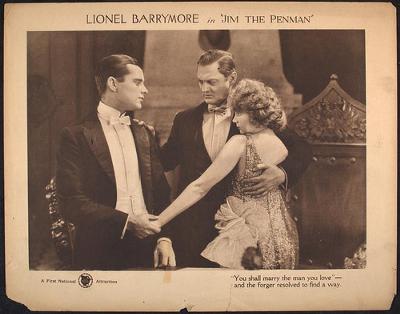 LIONEL BARRYMORE in "JIM THE PENMAN"
A First National Attraction
"You shall marry the man you love"—
and the forger resolved to find a way.